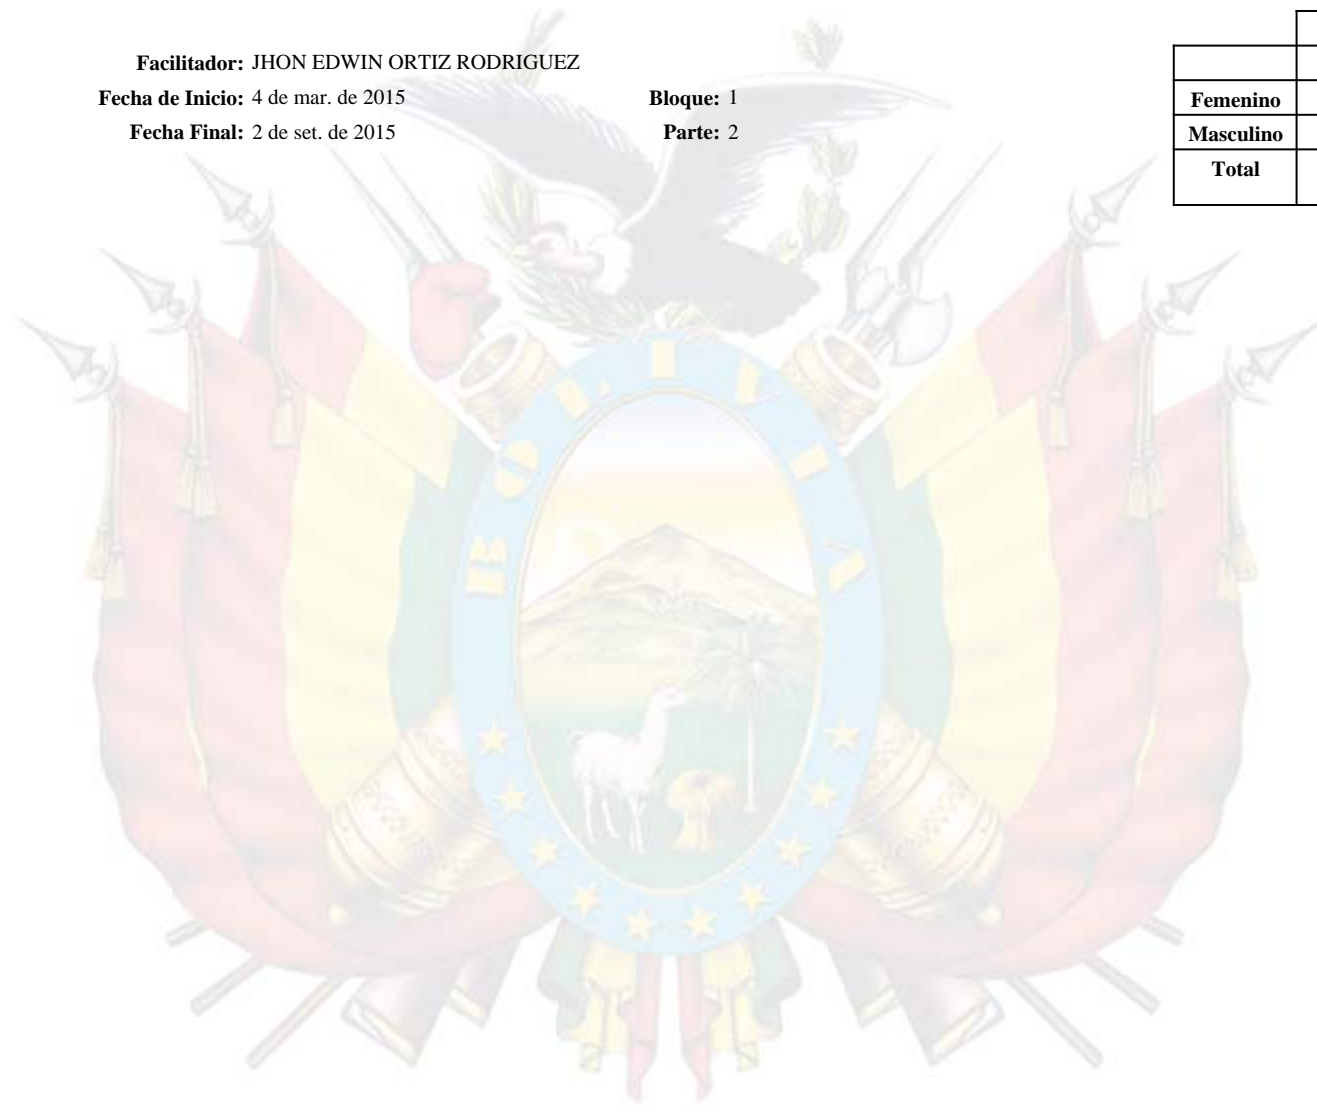 Facilitador: JHON EDWIN ORTIZ RODRIGUEZ
Fecha de Inicio: 4 de mar. de 2015 Bloque: 1
Fecha Final: 2 de set. de 2015 Parte: 2
Femenino
Masculino
Total
BOLIVIA